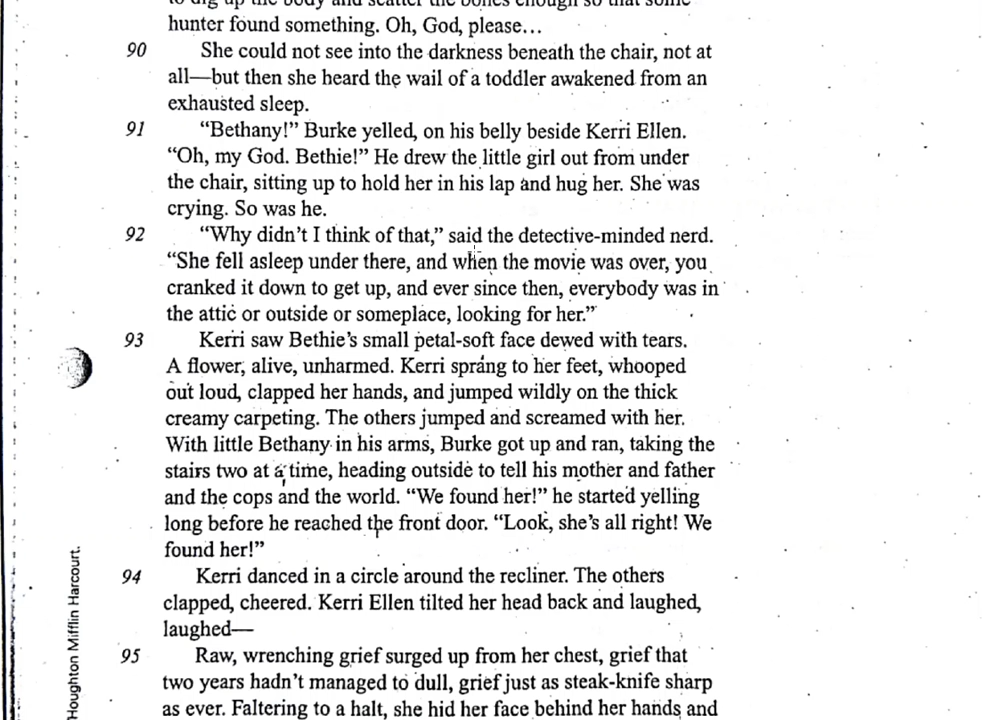 to dig up the body and scatter the bones enough so that some
hunter found something. Oh, God, please…
90 She could not see into the darkness beneath the chair, not at
all—but then she heard the wail of a toddler awakened from an
exhausted sleep.
91 “Bethany!” Burke yelled, on his belly beside Kerri Ellen.
“Oh, my God. Bethie!” He drew the little girl out from under
the chair, sitting up to hold her in his lap and hug her. She was
crying. So was he.
92 “Why didn’t I think of that,” said the detective-minded nerd.
“She fell asleep under there, and when the movie was over, you
cranked it down to get up, and ever since then, everybody was in
the attic or outside or someplace, looking for her.”
93 Kerri saw Bethie’s small petal-soft face dewed with tears.
A flower, alive, unharmed. Kerri sprang to her feet, whooped
out loud, clapped her hands, and jumped wildly on the thick
creamy carpeting. The others jumped and screamed with her.
With little Bethany in his arms, Burke got up and ran, taking the
stairs two at a time, heading outside to tell his mother and father
and the cops and the world. “We found her!” he started yelling
long before he reached the front door. “Look, she’s all right! We
found her!”
94 Kerri danced in a circle around the recliner. The others
clapped, cheered. Kerri Ellen tilted her head back and laughed,
laughed—
95 Raw, wrenching grief surged up from her chest, grief that
two years hadn’t managed to dull, grief just as steak-knife sharp
as ever. Faltering to a halt, she hid her face behind her hands and
Houghton Mifflin Harcourt.